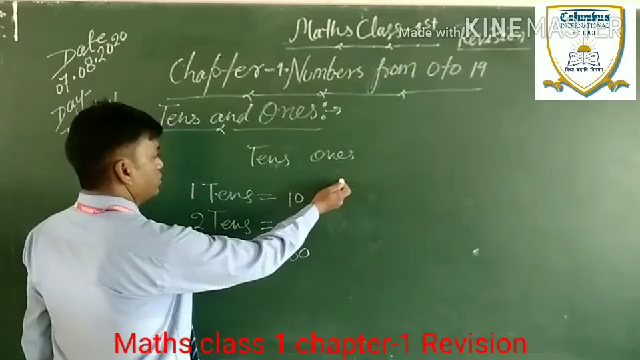 Maths Class 1st
Made with KINEMASTER
Revision
Columbus
INTERNATIONAL
Date
07.08.2020
Day-
Chapter-1. Numbers from 0 to 19
Tens and Ones:→
Tens ones
1 Tens = 10
2 Tens =
Maths class 1 chapter-1 Revision